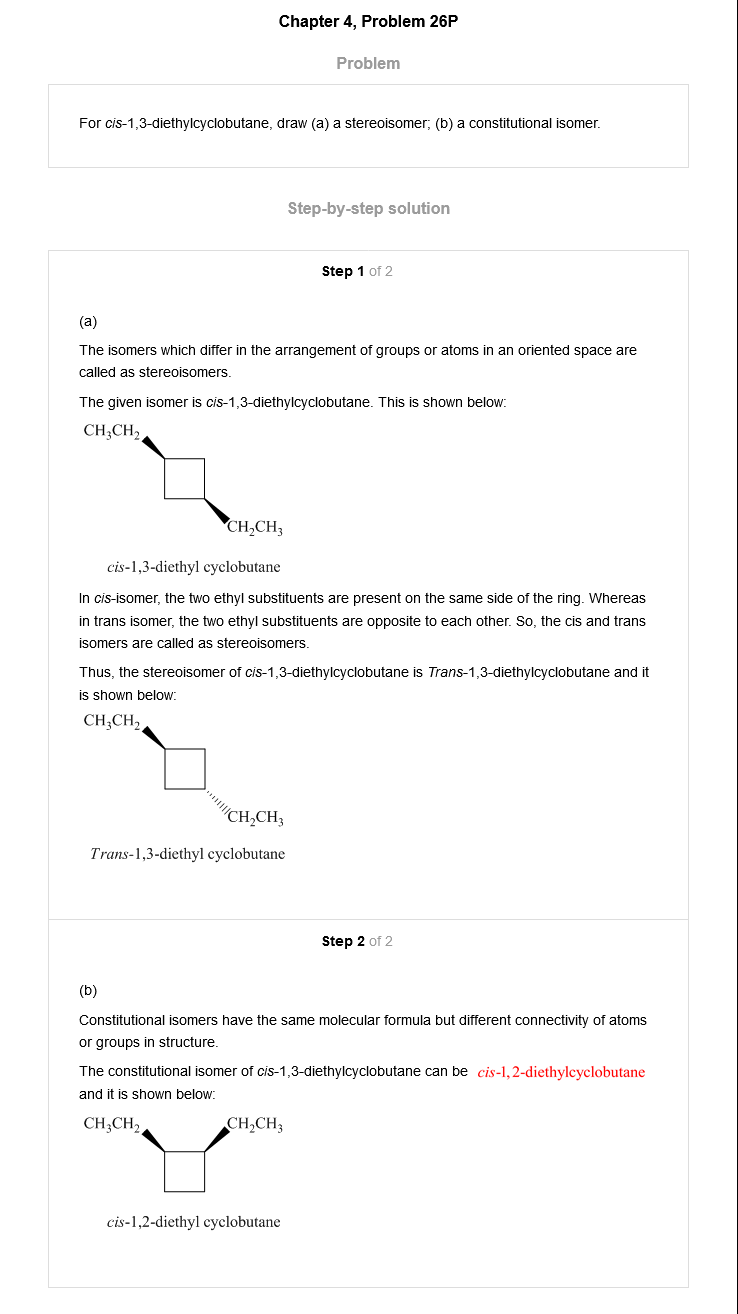 Chapter 4, Problem 26P
Problem
For cis-1,3-diethylcyclobutane, draw (a) a stereoisomer; (b) a constitutional isomer.
Step-by-step solution
Step 1 of 2
(a)
The isomers which differ in the arrangement of groups or atoms in an oriented space are
called as stereoisomers.
The given isomer is cis-1,3-diethylcyclobutane. This is shown below:
CH₃CH₂
CH₂CH₃
cis-1,3-diethyl cyclobutane
In cis-isomer, the two ethyl substituents are present on the same side of the ring. Whereas
in trans isomer, the two ethyl substituents are opposite to each other. So, the cis and trans
isomers are called as stereoisomers.
Thus, the stereoisomer of cis-1,3-diethylcyclobutane is Trans-1,3-diethylcyclobutane and it
is shown below:
CH₃CH₂
CH₂CH₃
Trans-1,3-diethyl cyclobutane
Step 2 of 2
(b)
Constitutional isomers have the same molecular formula but different connectivity of atoms
or groups in structure.
The constitutional isomer of cis-1,3-diethylcyclobutane can be cis-1,2-diethylcyclobutane
and it is shown below:
CH₃CH₂ CH₂CH₃
cis-1,2-diethyl cyclobutane